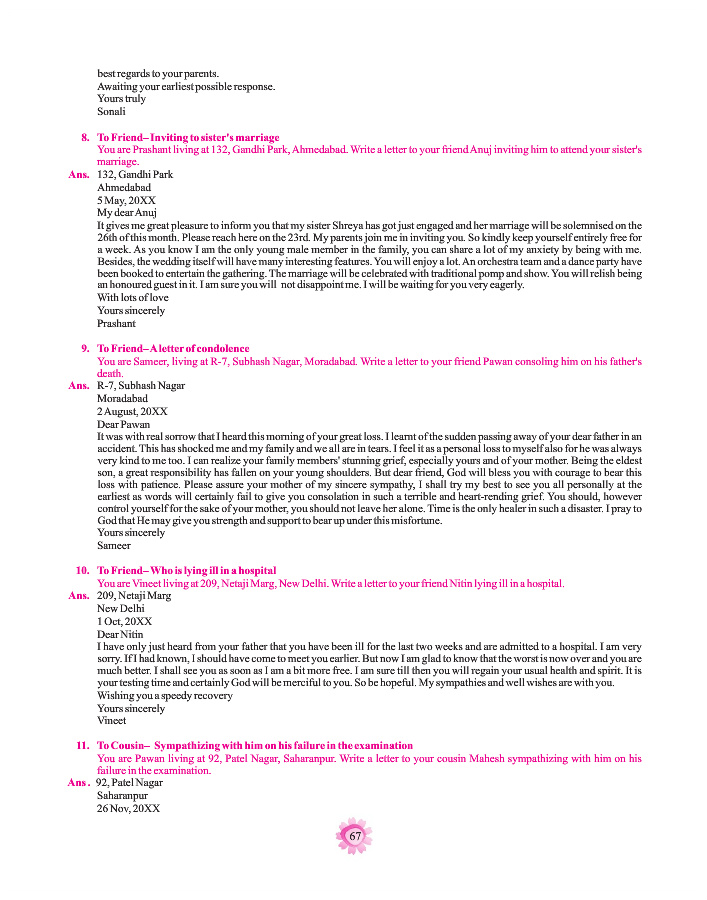 best regards to your parents.
Awaiting your earliest possible response.
Yours truly
Sonali
8. To Friend– Inviting to sister's marriage
You are Prashant living at 132, Gandhi Park, Ahmedabad. Write a letter to your friend Anuj inviting him to attend your sister's
marriage.
Ans. 132, Gandhi Park
Ahmedabad
5 May, 20XX
My dear Anuj
It gives me great pleasure to inform you that my sister Shreya has got just engaged and her marriage will be solemnised on the
26th of this month. Please reach here on the 23rd. My parents join me in inviting you. So kindly keep yourself entirely free for
a week. As you know I am the only young male member in the family, you can share a lot of my anxiety by being with me.
Besides, the wedding itself will have many interesting features. You will enjoy a lot. An orchestra team and a dance party have
been booked to entertain the gathering. The marriage will be celebrated with traditional pomp and show. You will relish being
an honoured guest in it. I am sure you will not disappoint me. I will be waiting for you very eagerly.
With lots of love
Yours sincerely
Prashant
9. To Friend– A letter of condolence
You are Sameer, living at R-7, Subhash Nagar, Moradabad. Write a letter to your friend Pawan consoling him on his father's
death.
Ans. R-7, Subhash Nagar
Moradabad
2 August, 20XX
Dear Pawan
It was with real sorrow that I heard this morning of your great loss. I learnt of the sudden passing away of your dear father in an
accident. This has shocked me and my family and we all are in tears. I feel it as a personal loss to myself also for he was always
very kind to me too. I can realize your family members' stunning grief, especially yours and of your mother. Being the eldest
son, a great responsibility has fallen on your young shoulders. But dear friend, God will bless you with courage to bear this
loss with patience. Please assure your mother of my sincere sympathy, I shall try my best to see you all personally at the
earliest as words will certainly fail to give you consolation in such a terrible and heart-rending grief. You should, however
control yourself for the sake of your mother, you should not leave her alone. Time is the only healer in such a disaster. I pray to
God that He may give you strength and support to bear up under this misfortune.
Yours sincerely
Sameer
10. To Friend– Who is lying ill in a hospital
You are Vineet living at 209, Netaji Marg, New Delhi. Write a letter to your friend Nitin lying ill in a hospital.
Ans. 209, Netaji Marg
New Delhi
1 Oct, 20XX
Dear Nitin
I have only just heard from your father that you have been ill for the last two weeks and are admitted to a hospital. I am very
sorry. If I had known, I should have come to meet you earlier. But now I am glad to know that the worst is now over and you are
much better. I shall see you as soon as I am a bit more free. I am sure till then you will regain your usual health and spirit. It is
your testing time and certainly God will be merciful to you. So be hopeful. My sympathies and well wishes are with you.
Wishing you a speedy recovery
Yours sincerely
Vineet
11. To Cousin– Sympathizing with him on his failure in the examination
You are Pawan living at 92, Patel Nagar, Saharanpur. Write a letter to your cousin Mahesh sympathizing with him on his
failure in the examination.
Ans . 92, Patel Nagar
Saharanpur
26 Nov, 20XX
67